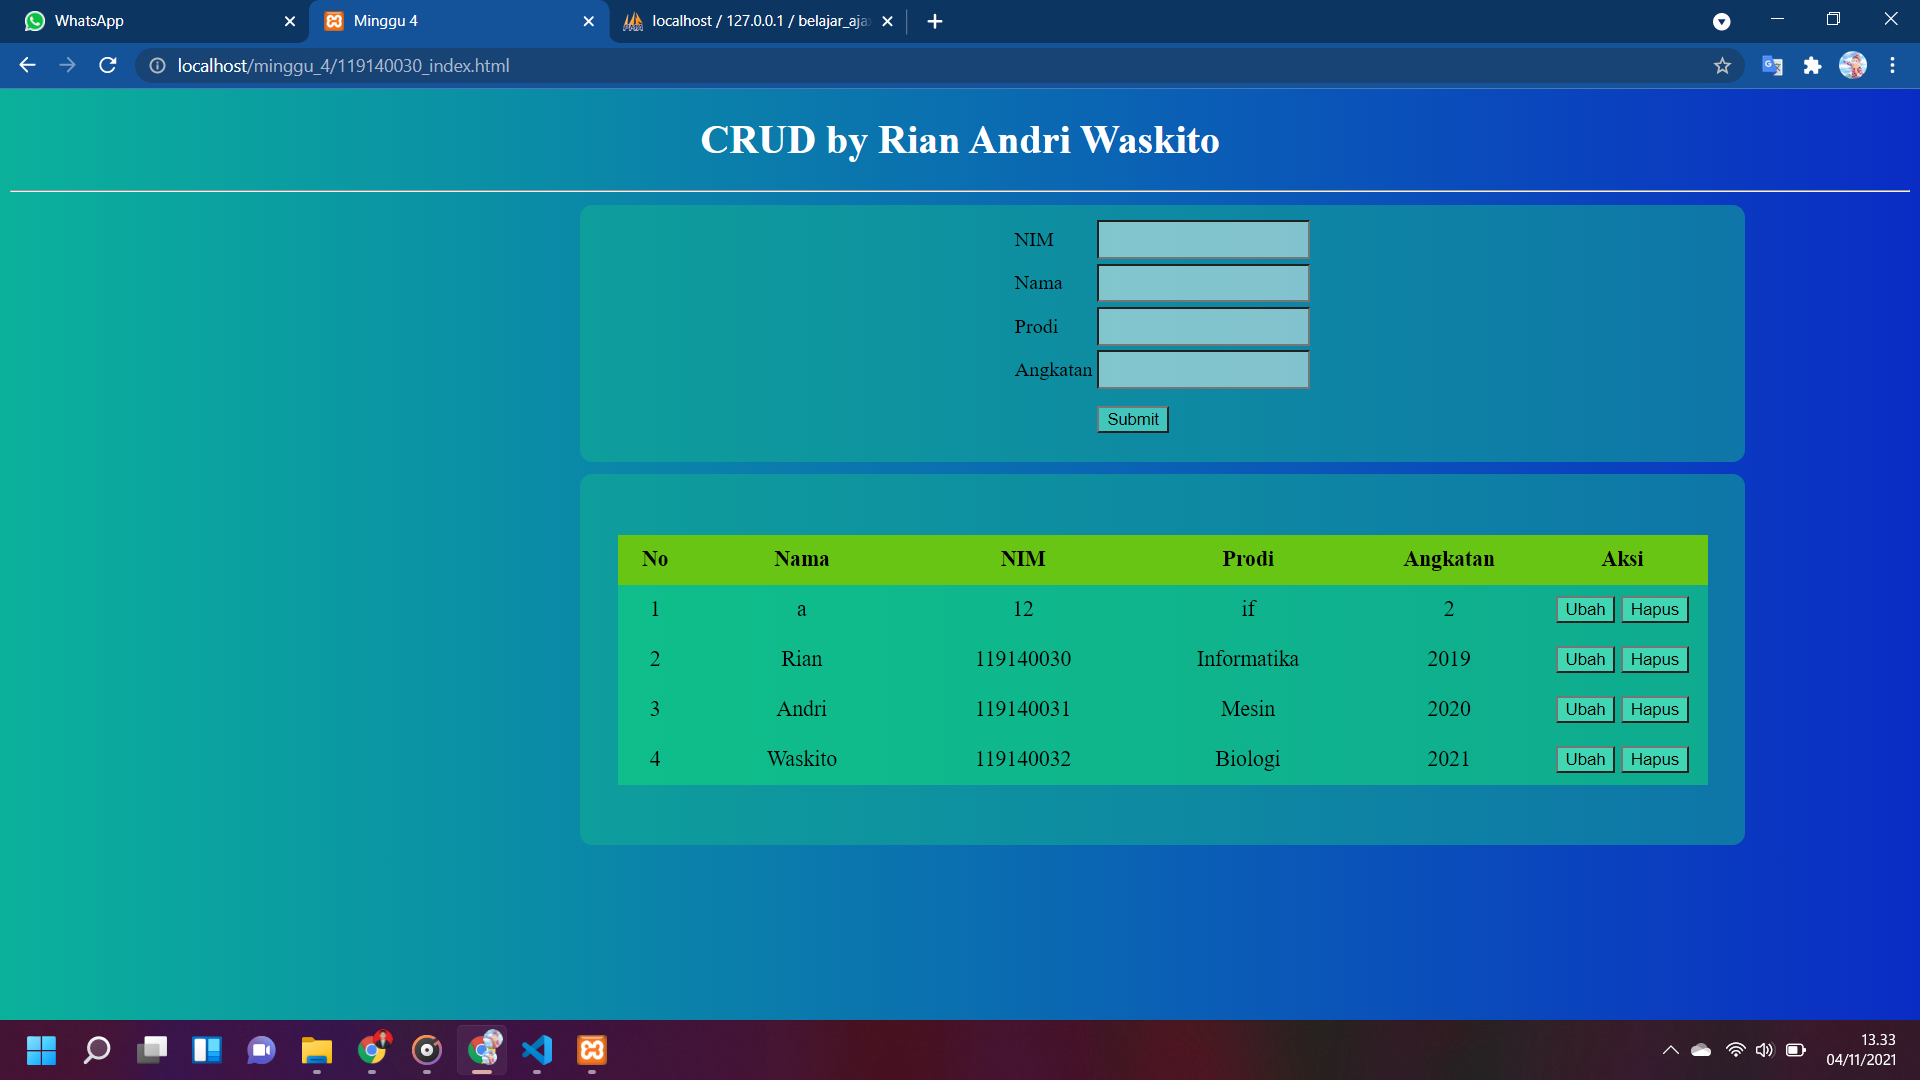 WhatsApp
Minggu 4
localhost / 127.0.0.1 / belajar_aja
localhost/minggu_4/119140030_index.html
CRUD by Rian Andri Waskito
NIM
Nama
Prodi
Angkatan
Submit
No Nama NIM Prodi Angkatan Aksi
1 a 12 if 2 Ubah Hapus
2 Rian 119140030 Informatika 2019 Ubah Hapus
3 Andri 119140031 Mesin 2020 Ubah Hapus
4 Waskito 119140032 Biologi 2021 Ubah Hapus
13.33
04/11/2021